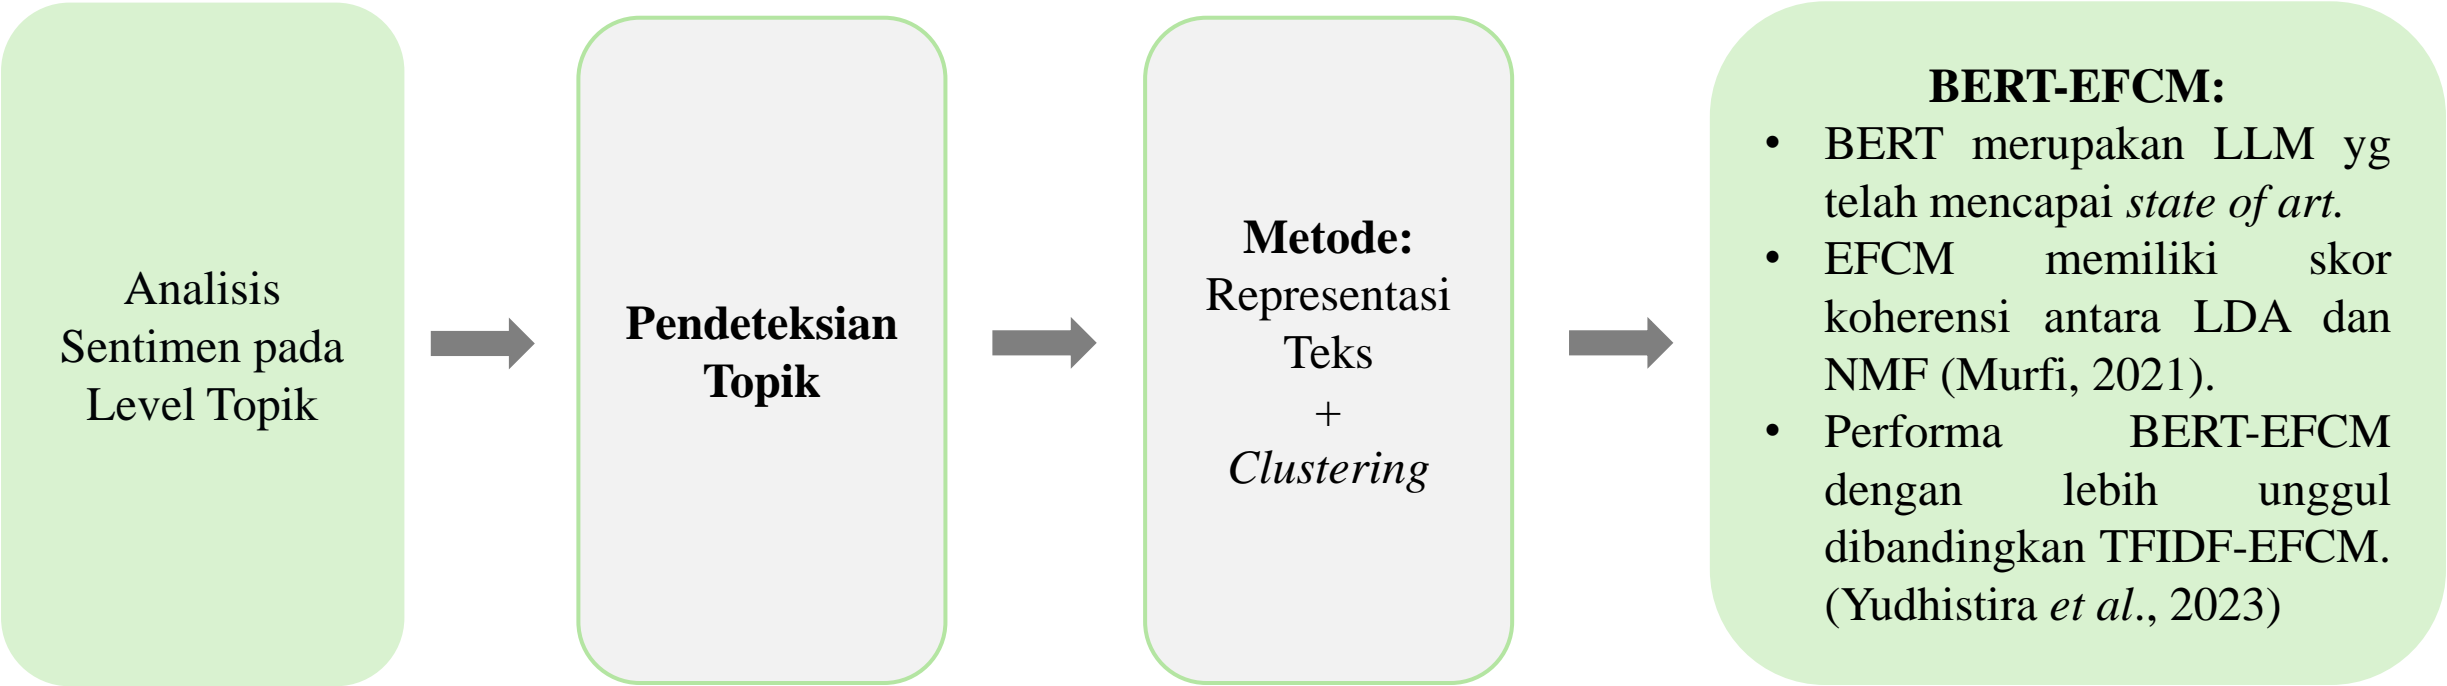 Analisis
Sentimen pada
Level Topik
Pendeteksian
Topik
Metode:
Representasi
Teks
+
Clustering
BERT-EFCM:
• BERT merupakan LLM yg
telah mencapai state of art.
• EFCM memiliki skor
koherensi antara LDA dan
NMF (Murfi, 2021).
• Performa BERT-EFCM
dengan lebih unggul
dibandingkan TFIDF-EFCM.
(Yudhistira et al., 2023)